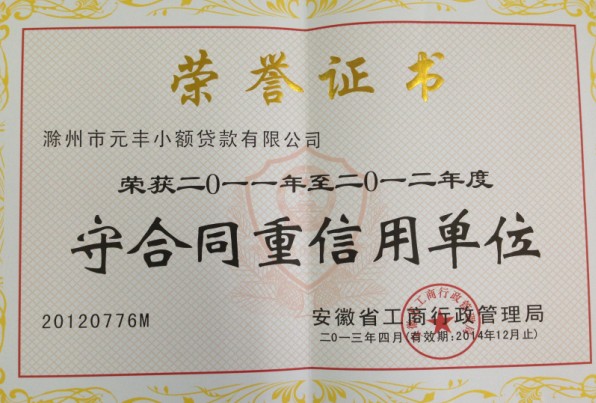 荣誉证书
滁州市元丰小额贷款有限公司
荣获二0一一年至二0一二年度
守合同重信用单位
20120776M
安徽省工商行政管理局
二0一三年四月(有效期:2014年12月止)